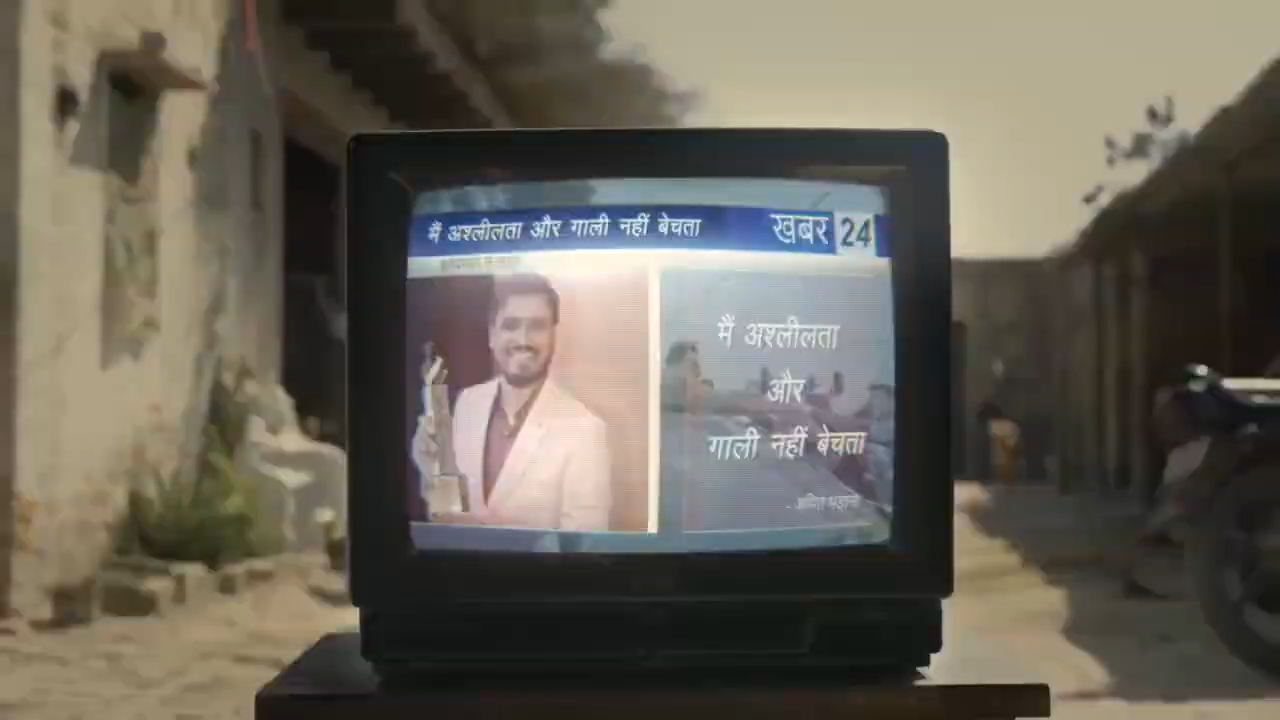 मैं अश्लीलता और गाली नहीं बेचता
खबर 24
मैं अश्लीलता
और
गाली नहीं बेचता